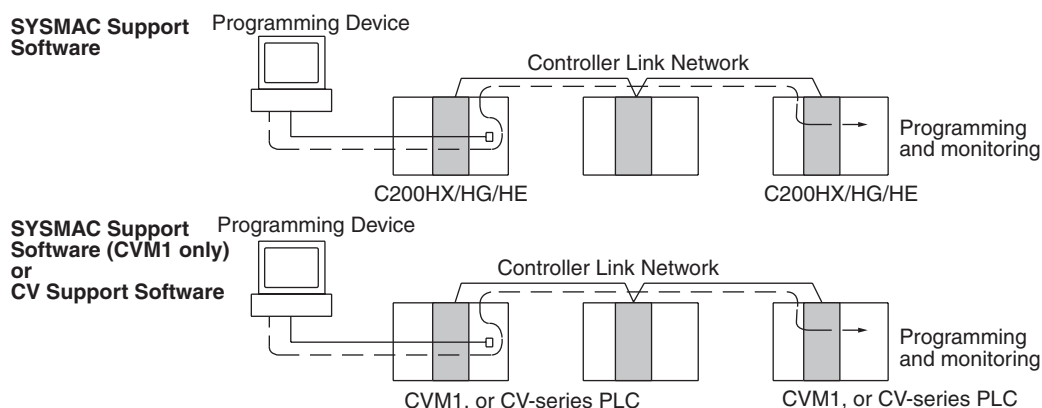 SYSMAC Support
Software
Programming Device
Controller Link Network
Programming
and monitoring
C200HX/HG/HE
C200HX/HG/HE
SYSMAC Support
Software (CVM1 only)
or
CV Support Software
Programming Device
Controller Link Network
Programming
and monitoring
CVM1, or CV-series PLC
CVM1, or CV-series PLC